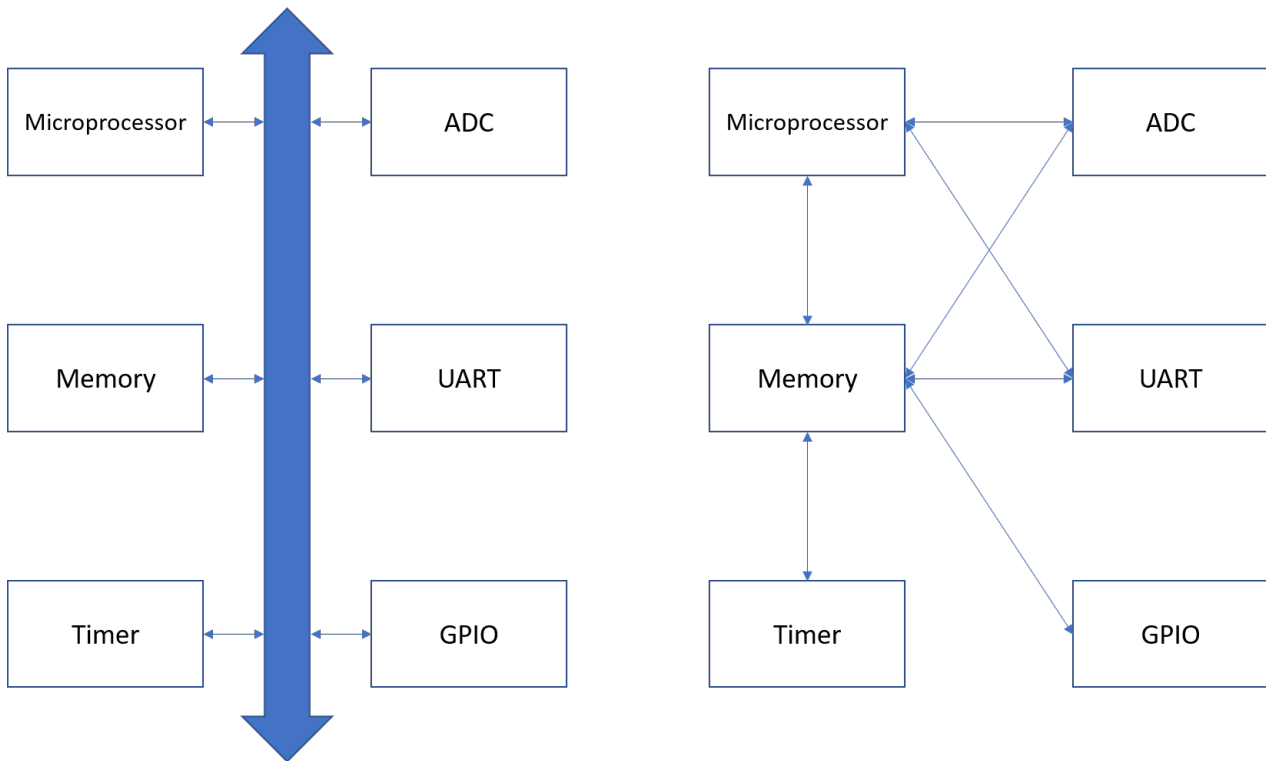 Microprocessor
ADC
Memory
UART
Timer
GPIO
Microprocessor
ADC
Memory
UART
Timer
GPIO